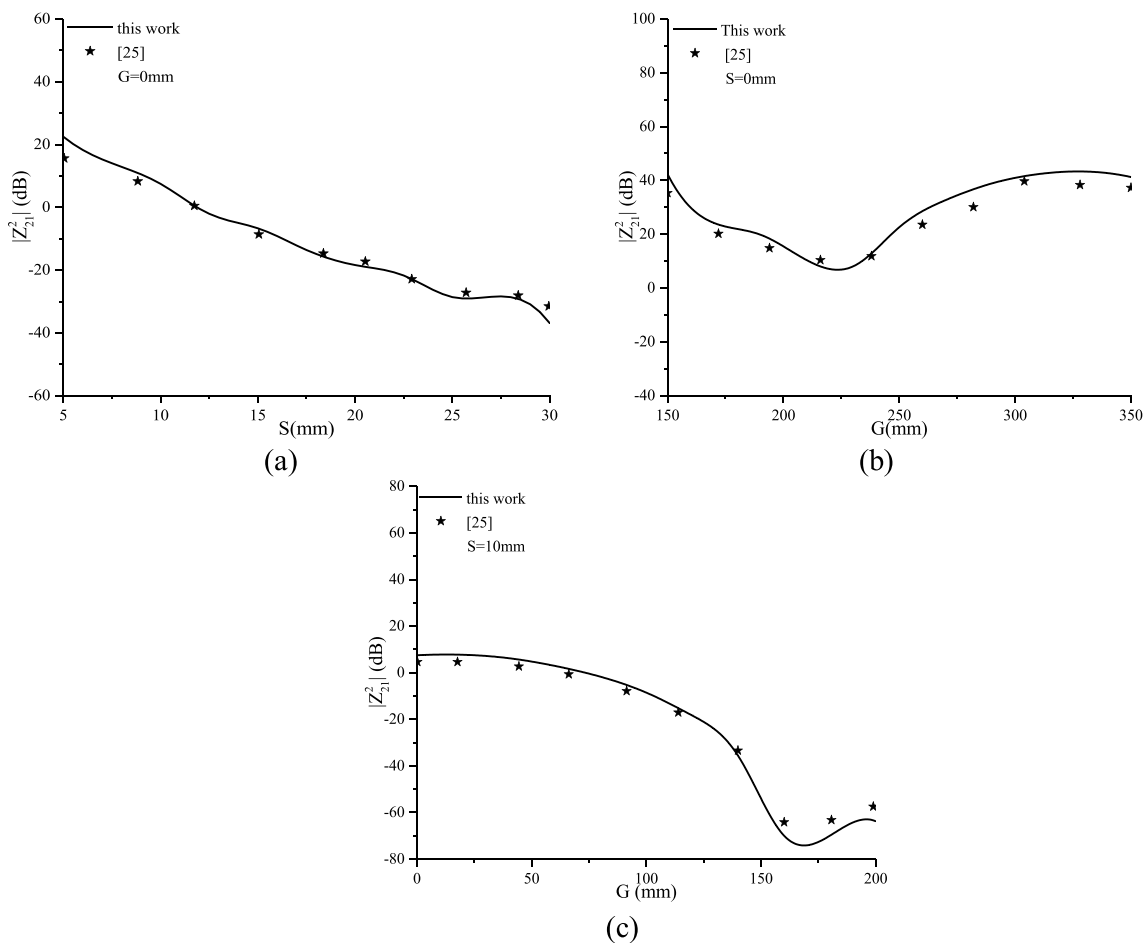 this work
[25]
G=0mm
60
40
20
0
-20
-40
-60
|Z²₂₁| (dB)
5 10 15 20 25 30
S(mm)
(a)
This work
[25]
S=0mm
100
80
60
40
20
0
-20
-40
|Z²₂₁| (dB)
150 200 250 300 350
G(mm)
(b)
this work
[25]
S=10mm
80
60
40
20
0
-20
-40
-60
-80
|Z²₂₁| (dB)
0 50 100 150 200
G (mm)
(c)